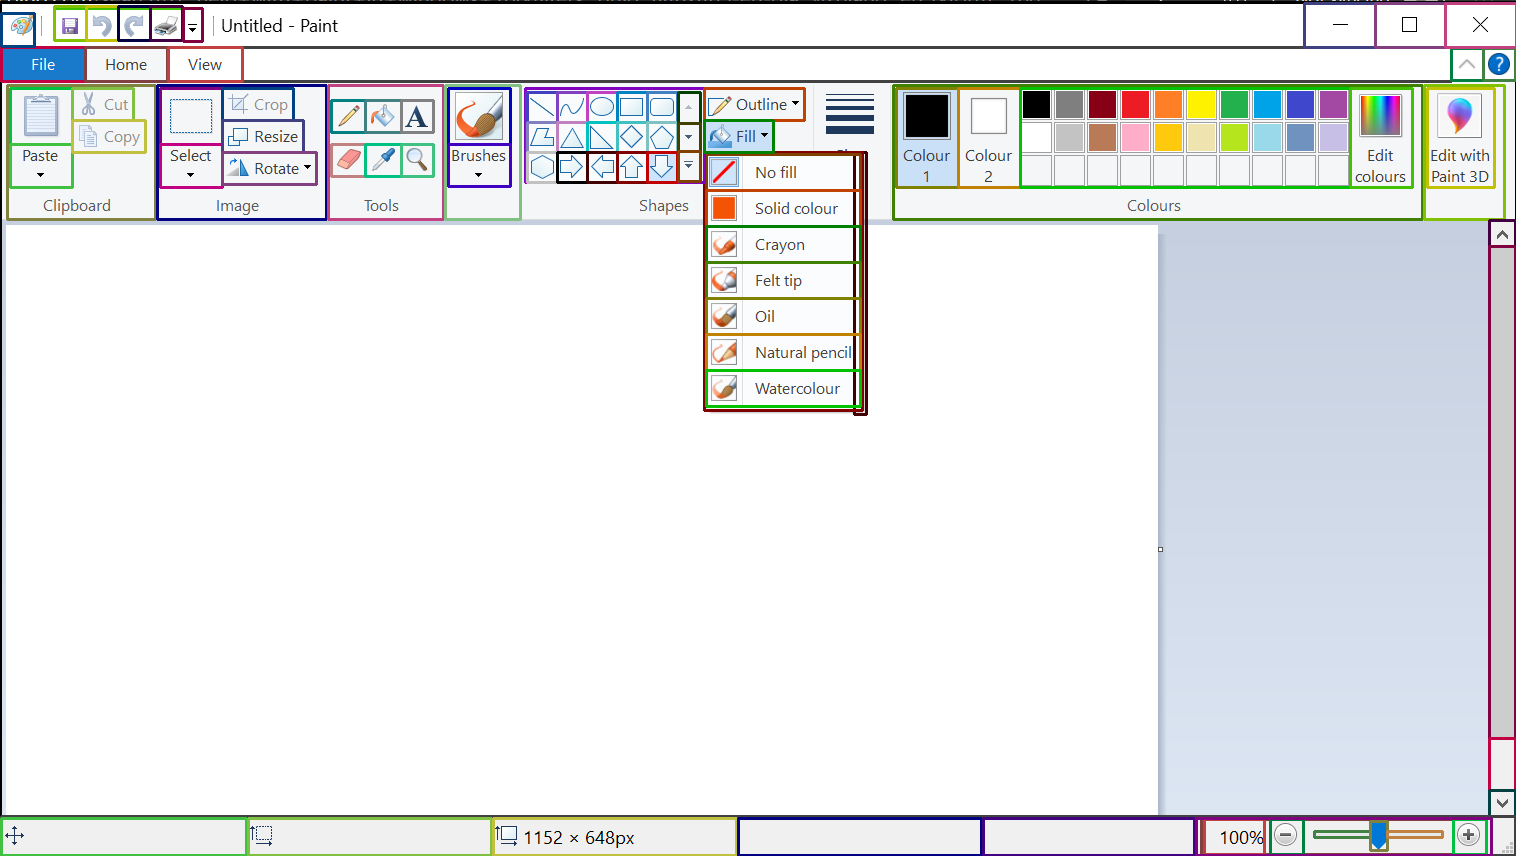 Untitled - Paint
File Home View
Cut
Copy
Paste
Clipboard
Crop
Resize
Rotate
Select
Image
A
Tools
Brushes
Shapes
Outline
Fill
No fill
Solid colour
Crayon
Felt tip
Oil
Natural pencil
Watercolour
Colour
1
Colour
2
Edit
colours
Colours
Edit with
Paint 3D
1152 × 648px
100%